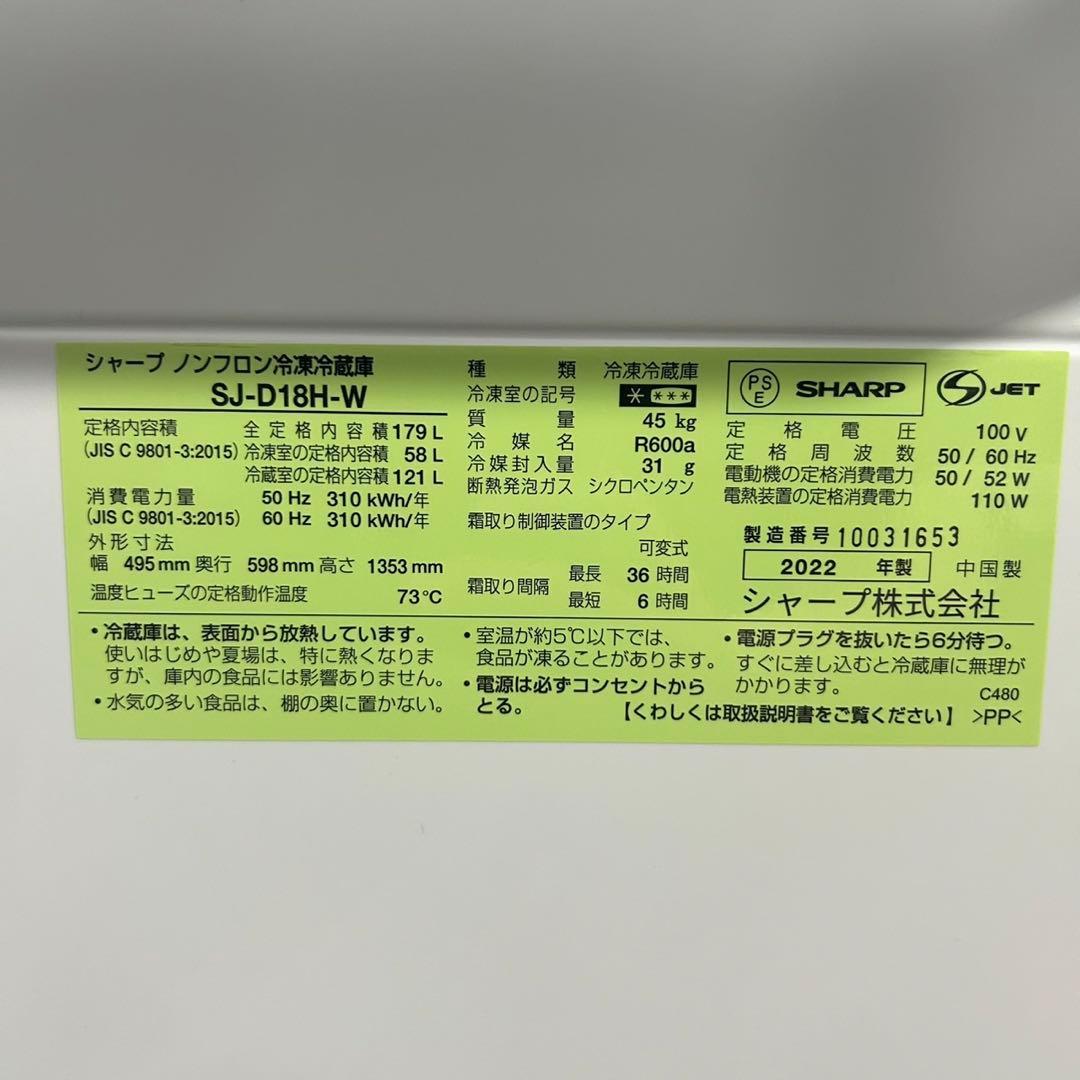 シャープ ノンフロン冷凍冷蔵庫
SJ-D18H-W
定格内容積 全定格内容積 179 L
(JIS C 9801-3:2015) 冷凍室の定格内容積 58 L
冷蔵室の定格内容積 121 L
消費電力量 50 Hz 310 kWh/年
(JIS C 9801-3:2015) 60 Hz 310 kWh/年
外形寸法
幅 495 mm 奥行 598 mm 高さ 1353 mm
温度ヒューズの定格動作温度 73℃
種類 冷凍冷蔵庫
冷凍室の記号 * ***
質量 45 kg
冷媒名 R600a
冷媒封入量 31 g
断熱発泡ガス シクロペンタン
霜取り制御装置のタイプ
可変式
霜取り間隔 最長 36 時間
最短 6 時間
PSE SHARP JET
定格電圧 100 V
定格周波数 50 / 60 Hz
電動機の定格消費電力 50 / 52 W
電熱装置の定格消費電力 110 W
製造番号 10031653
2022 年製 中国製
シャープ株式会社
・冷蔵庫は、表面から放熱しています。
使いはじめや夏場は、特に熱くなりま
すが、庫内の食品には影響ありません。
・水気の多い食品は、棚の奥に置かない。
・室温が約5℃以下では、
食品が凍ることがあります。
・電源は必ずコンセントから
とる。
・電源プラグを抜いたら6分待つ。
すぐに差し込むと冷蔵庫に無理が
かかります。 C480
【くわしくは取扱説明書をご覧ください】 >PP<